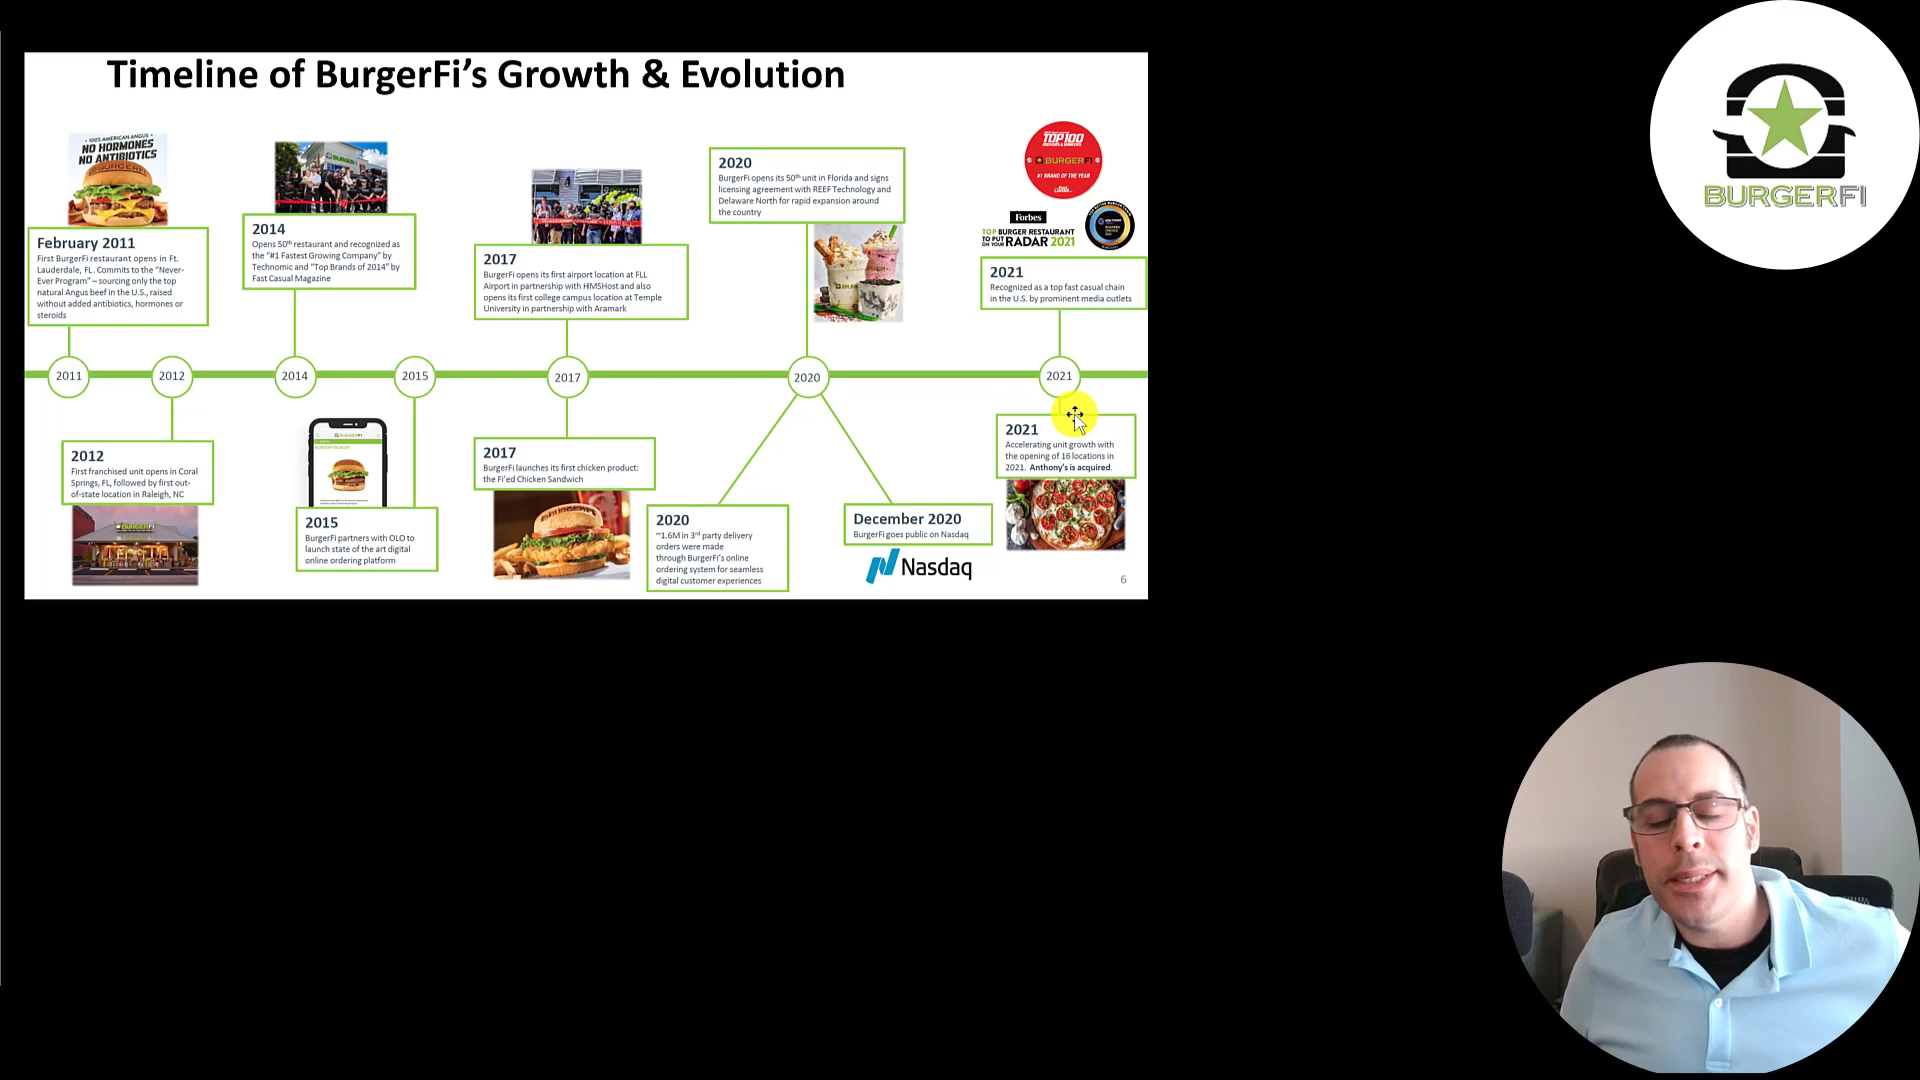 Timeline of BurgerFi's Growth & Evolution
• 100% AMERICAN ANGUS •
NO HORMONES
NO ANTIBIOTICS
BURGERFI
February 2011
First BurgerFi restaurant opens in Ft.
Lauderdale, FL. Commits to the "Never-
Ever Program" – sourcing only the top
natural Angus beef in the U.S., raised
without added antibiotics, hormones or
steroids
2014
Opens 50th restaurant and recognized as
the "#1 Fastest Growing Company" by
Technomic and "Top Brands of 2014" by
Fast Casual Magazine
2017
BurgerFi opens its first airport location at FLL
Airport in partnership with HMSHost and also
opens its first college campus location at Temple
University in partnership with Aramark
2020
BurgerFi opens its 50th unit in Florida and signs
licensing agreement with REEF Technology and
Delaware North for rapid expansion around
the country
TOP 100
BURGERFI
#1 BRAND OF THE YEAR
Forbes
TOP BURGER RESTAURANT
TO PUT ON YOUR RADAR 2021
2021
Recognized as a top fast casual chain
in the U.S. by prominent media outlets
2011
2012
2014
2015
2017
2020
2021
2012
First franchised unit opens in Coral
Springs, FL, followed by first out-
of-state location in Raleigh, NC
BURGERFI
2015
BurgerFi partners with OLO to
launch state of the art digital
online ordering platform
2017
BurgerFi launches its first chicken product:
the Fi'ed Chicken Sandwich
2020
~1.6M in 3rd party delivery
orders were made
through BurgerFi's online
ordering system for seamless
digital customer experiences
December 2020
BurgerFi goes public on Nasdaq
Nasdaq
2021
Accelerating unit growth with
the opening of 16 locations in
2021. Anthony's is acquired.
6
BURGERFI